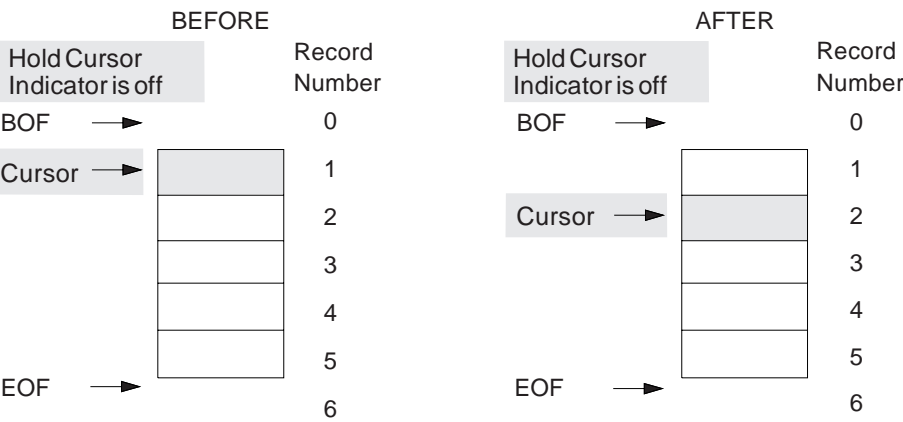 BEFORE
Hold Cursor
Indicator is off
Record
Number
BOF
0
Cursor
1
2
3
4
5
EOF
6
AFTER
Hold Cursor
Indicator is off
Record
Number
BOF
0
1
Cursor
2
3
4
5
EOF
6